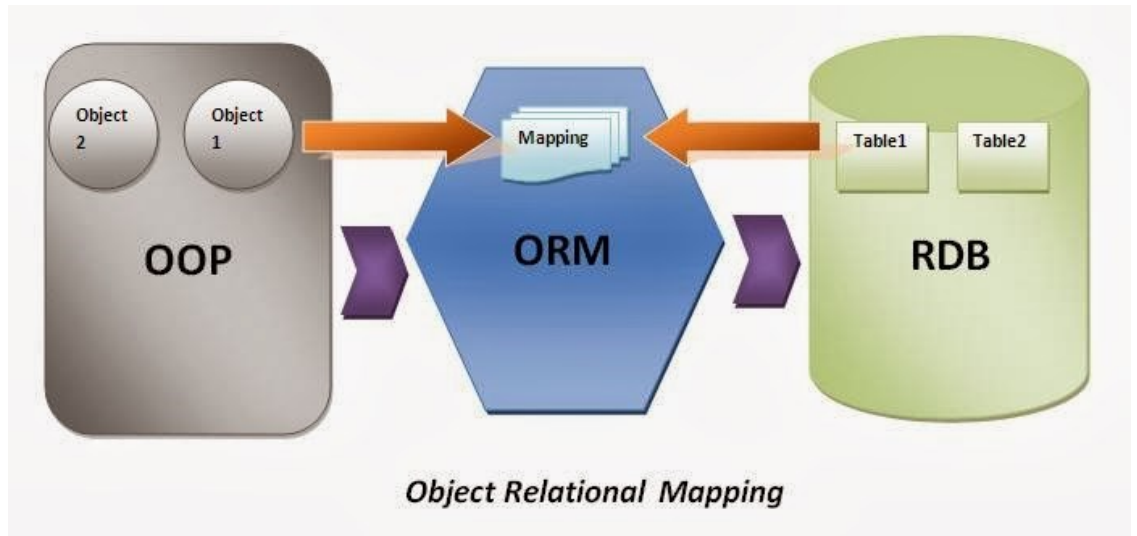 Object
2
Object
1
Mapping
Table1
Table2
OOP
ORM
RDB
Object Relational Mapping